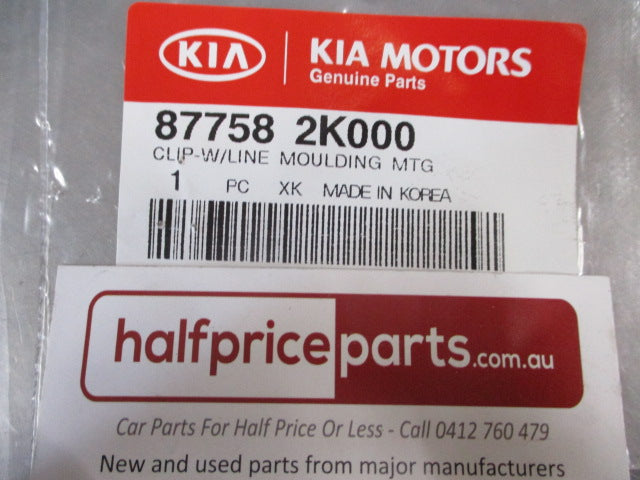 KIA KIA MOTORS
Genuine Parts
87758 2K000
CLIP-W/LINE MOULDING MTG
1 PC XK MADE IN KOREA
halfpriceparts.com.au
Car Parts For Half Price Or Less - Call 0412 760 479
New and used parts from major manufacturers